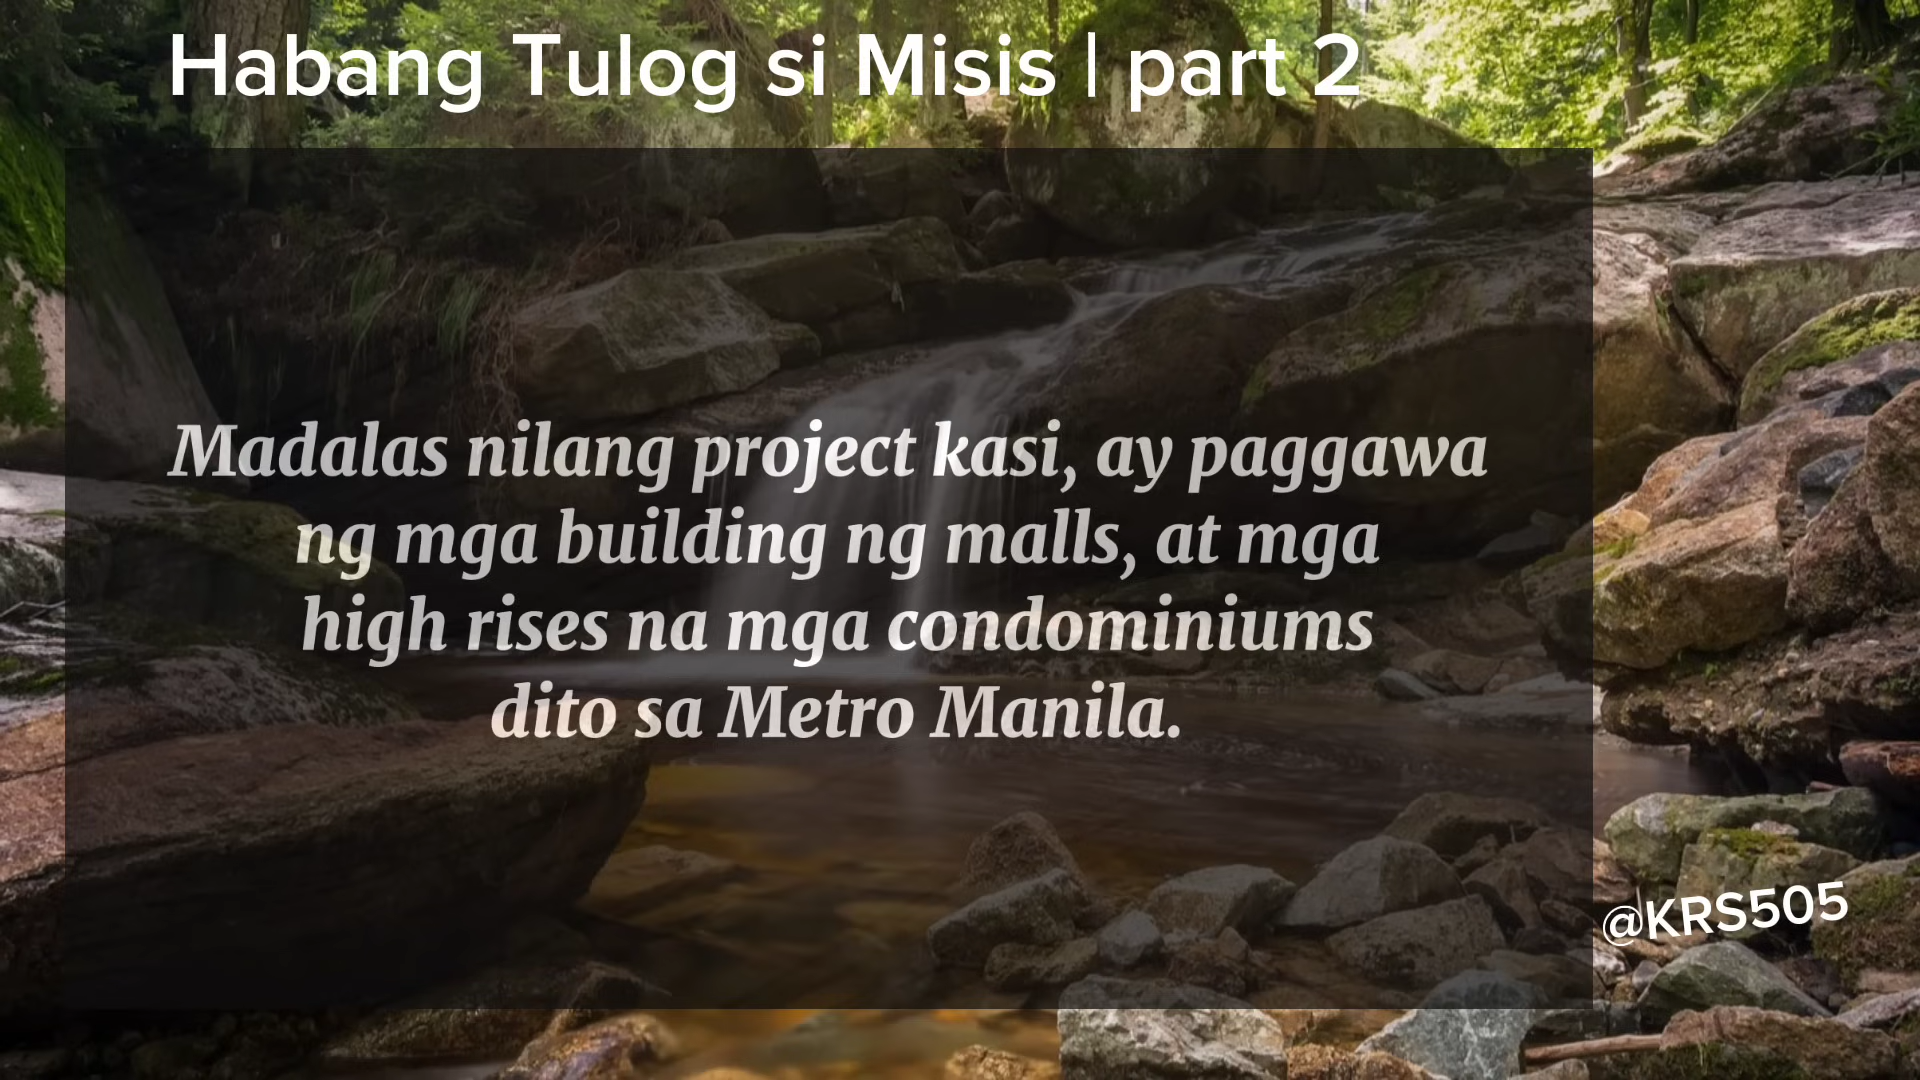 Habang Tulog si Misis | part 2
Madalas nilang project kasi, ay paggawa
ng mga building ng malls, at mga
high rises na mga condominiums
dito sa Metro Manila.
@KRS505